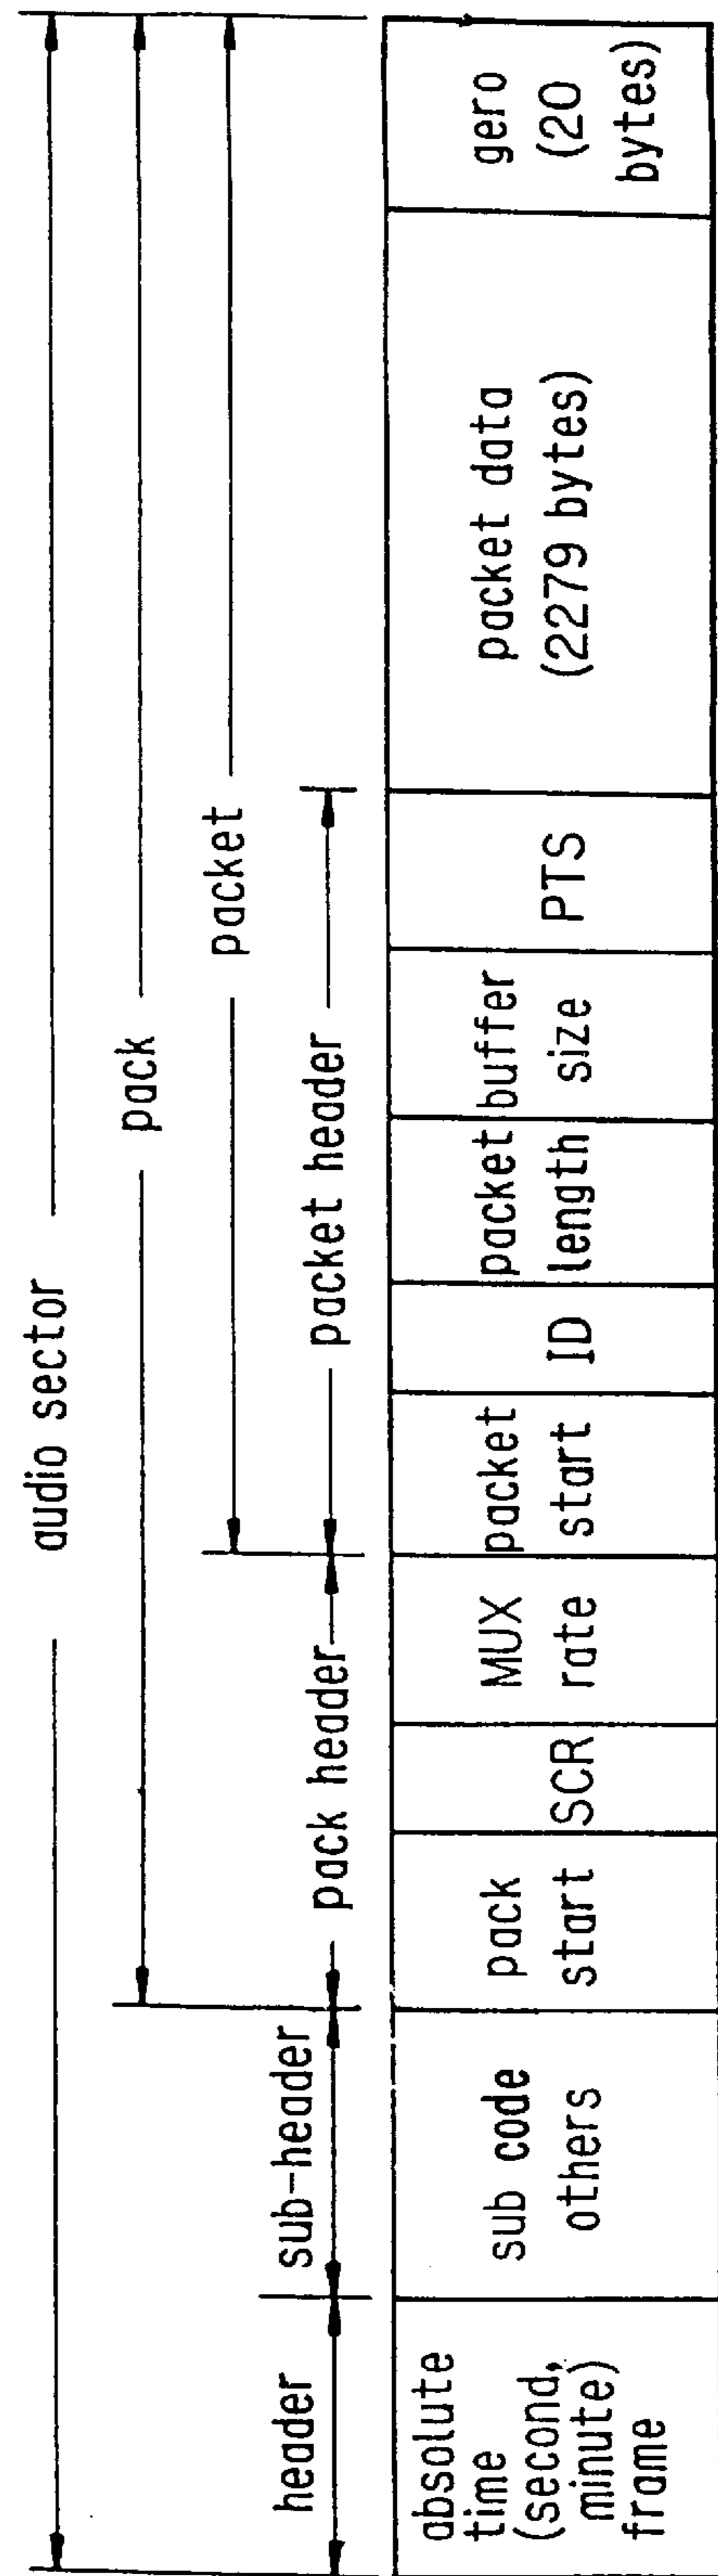 audio sector
pack
packet
header
sub-header
pack header
packet header
absolute
time
(second,
minute)
frame
sub code
others
pack
start
SCR
MUX
rate
packet
start
ID
packet
length
buffer
size
PTS
packet data
(2279 bytes)
gero
(20
bytes)